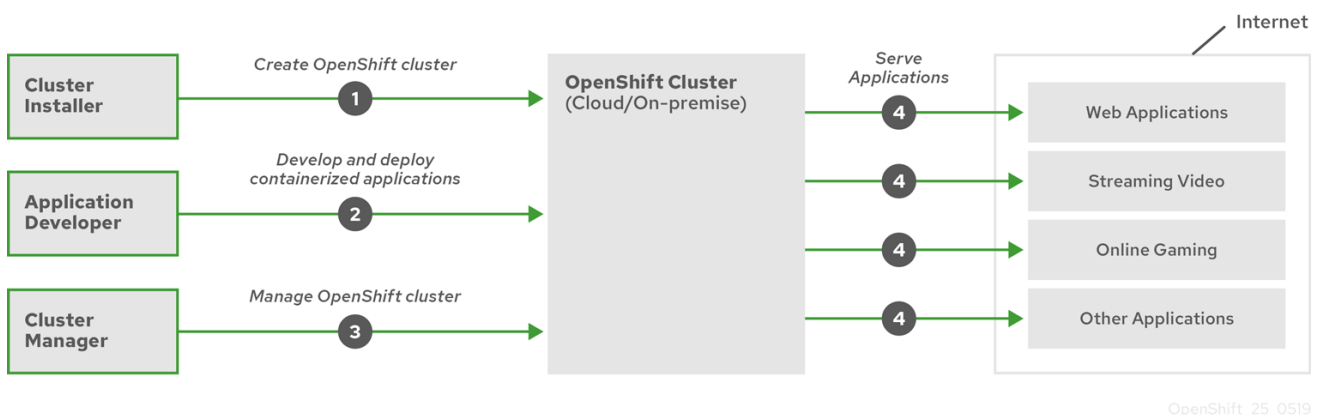 Internet
Cluster
Installer
Create OpenShift cluster
1
Application
Developer
Develop and deploy
containerized applications
2
Cluster
Manager
Manage OpenShift cluster
3
OpenShift Cluster
(Cloud/On-premise)
Serve
Applications
4
Web Applications
4
Streaming Video
4
Online Gaming
4
Other Applications
OpenShift_25_0519